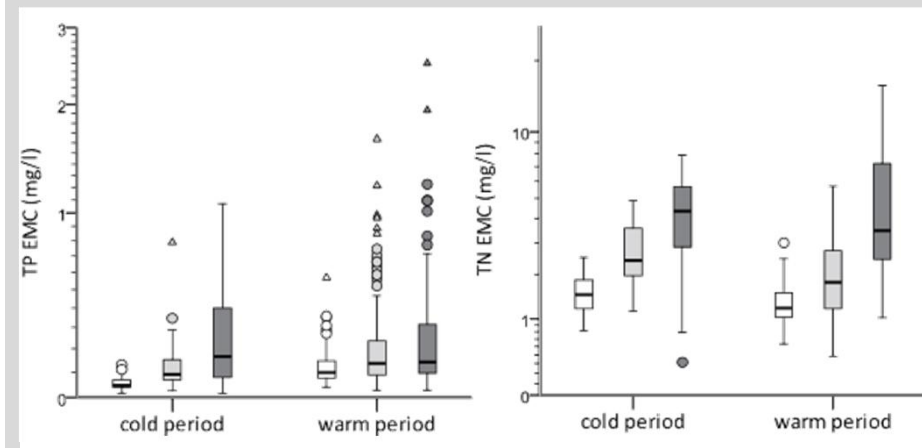 TP EMC (mg/l)
3
2
1
0
cold period
warm period
TN EMC (mg/l)
10
1
0
cold period
warm period